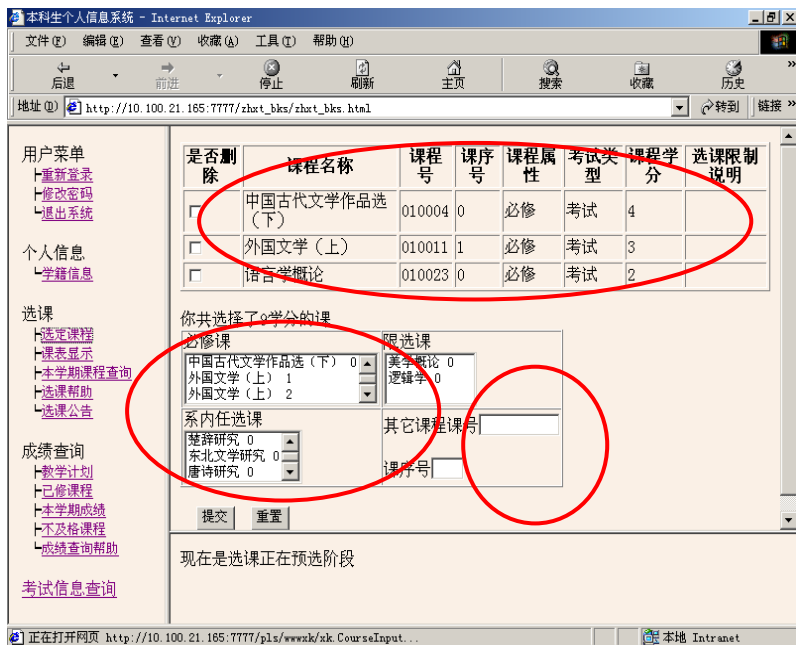 本科生个人信息系统 - Internet Explorer
文件(F) 编辑(E) 查看(V) 收藏(A) 工具(T) 帮助(H)
后退 前进 停止 刷新 主页 搜索 收藏 历史 »
地址(D) http://10.100.21.165:7777/zhxt_bks/zhxt_bks.html 转到 链接 »
用户菜单
重新登录
修改密码
退出系统
个人信息
学籍信息
选课
选定课程
课表显示
本学期课程查询
选课帮助
选课公告
成绩查询
教学计划
已修课程
本学期成绩
不及格课程
成绩查询帮助
考试信息查询
是否删除 课程名称 课程号 课序号 课程属性 考试类型 课程学分 选课限制说明
中国古代文学作品选（下） 010004 0 必修 考试 4
外国文学（上） 010011 1 必修 考试 3
语言学概论 010023 0 必修 考试 2
你共选择了9学分的课
必修课 限选课
中国古代文学作品选（下） 0 美学概论 0
外国文学（上） 1 逻辑学 0
外国文学（上） 2
系内任选课 其它课程课号
楚辞研究 0
东北文学研究 0
唐诗研究 0 课序号
提交 重置
现在是选课正在预选阶段
正在打开网页 http://10.100.21.165:7777/pls/wwwxk/xk.CourseInput... 本地 Intranet